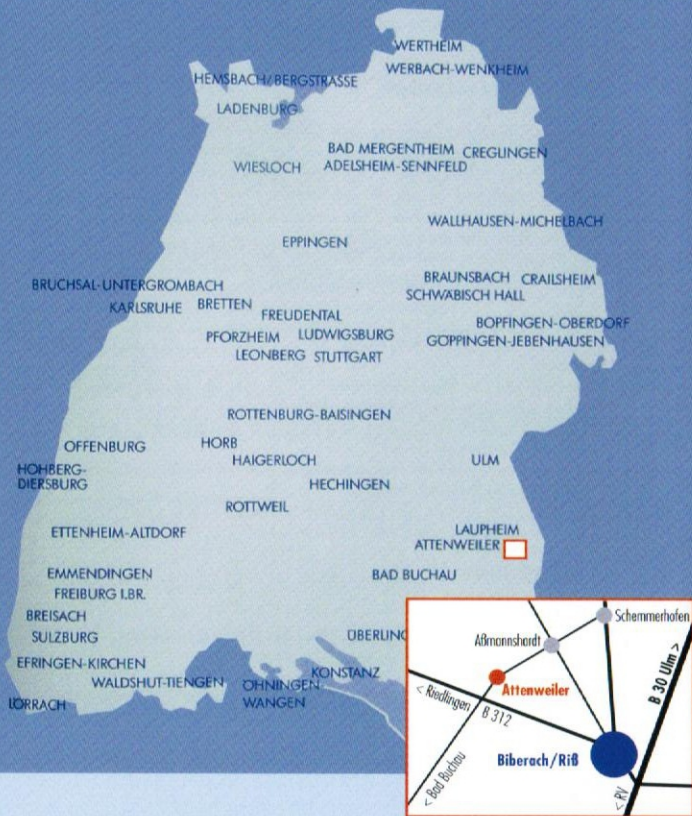 WERTHEIM
WERBACH-WENKHEIM
HEMSBACH/BERGSTRASSE
LADENBURG
BAD MERGENTHEIM CREGLINGEN
WIESLOCH ADELSHEIM-SENNFELD
WALLHAUSEN-MICHELBACH
EPPINGEN
BRAUNSBACH CRAILSHEIM
BRUCHSAL-UNTERGROMBACH
SCHWÄBISCH HALL
KARLSRUHE BRETTEN
FREUDENTAL
BOPFINGEN-OBERDORF
PFORZHEIM LUDWIGSBURG
GÖPPINGEN-JEBENHAUSEN
LEONBERG STUTTGART
ROTTENBURG-BAISINGEN
OFFENBURG HORB
HAIGERLOCH ULM
HOHBERG-
DIERSBURG
HECHINGEN
ROTTWEIL
ETTENHEIM-ALTDORF
LAUPHEIM
ATTENWEILER
EMMENDINGEN
BAD BUCHAU
FREIBURG I.BR.
BREISACH
SULZBURG
ÜBERLING
EFRINGEN-KIRCHEN
KONSTANZ
WALDSHUT-TIENGEN
ÖHNINGEN-
WANGEN
LÖRRACH
Schemmerhofen
Aßmannshardt
B 30 Ulm >
Attenweiler
< Riedlingen
B 312
Biberach/Riß
< Bad Buchau
< RV